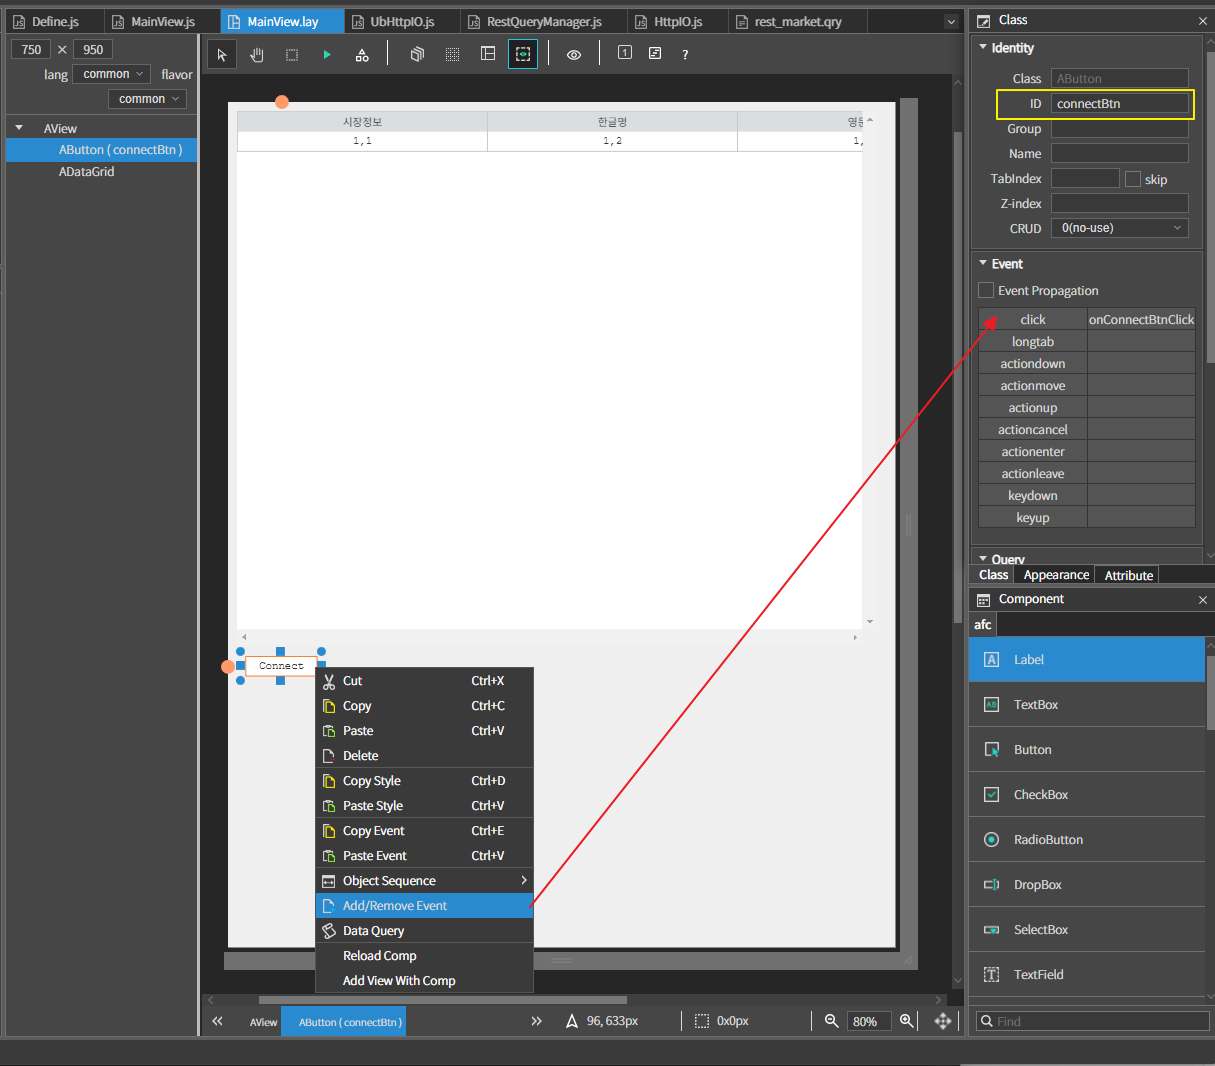 Define.js MainView.js MainView.lay UbHttpIO.js RestQueryManager.js HttpIO.js rest_market.qry
750 × 950
lang common flavor
common
AView
AButton ( connectBtn )
ADataGrid
1 ?
시장정보 한글명 영문
1,1 1,2 1,
Connect
Cut Ctrl+X
Copy Ctrl+C
Paste Ctrl+V
Delete
Copy Style Ctrl+D
Paste Style Ctrl+V
Copy Event Ctrl+E
Paste Event Ctrl+V
Object Sequence
Add/Remove Event
Data Query
Reload Comp
Add View With Comp
AView AButton ( connectBtn ) 96, 633px 0x0px 80%
Class
Identity
Class AButton
ID connectBtn
Group
Name
TabIndex skip
Z-index
CRUD 0(no-use)
Event
Event Propagation
click onConnectBtnClick
longtab
actiondown
actionmove
actionup
actioncancel
actionenter
actionleave
keydown
keyup
Query
Class Appearance Attribute
Component
afc
Label
TextBox
Button
CheckBox
RadioButton
DropBox
SelectBox
TextField
Find